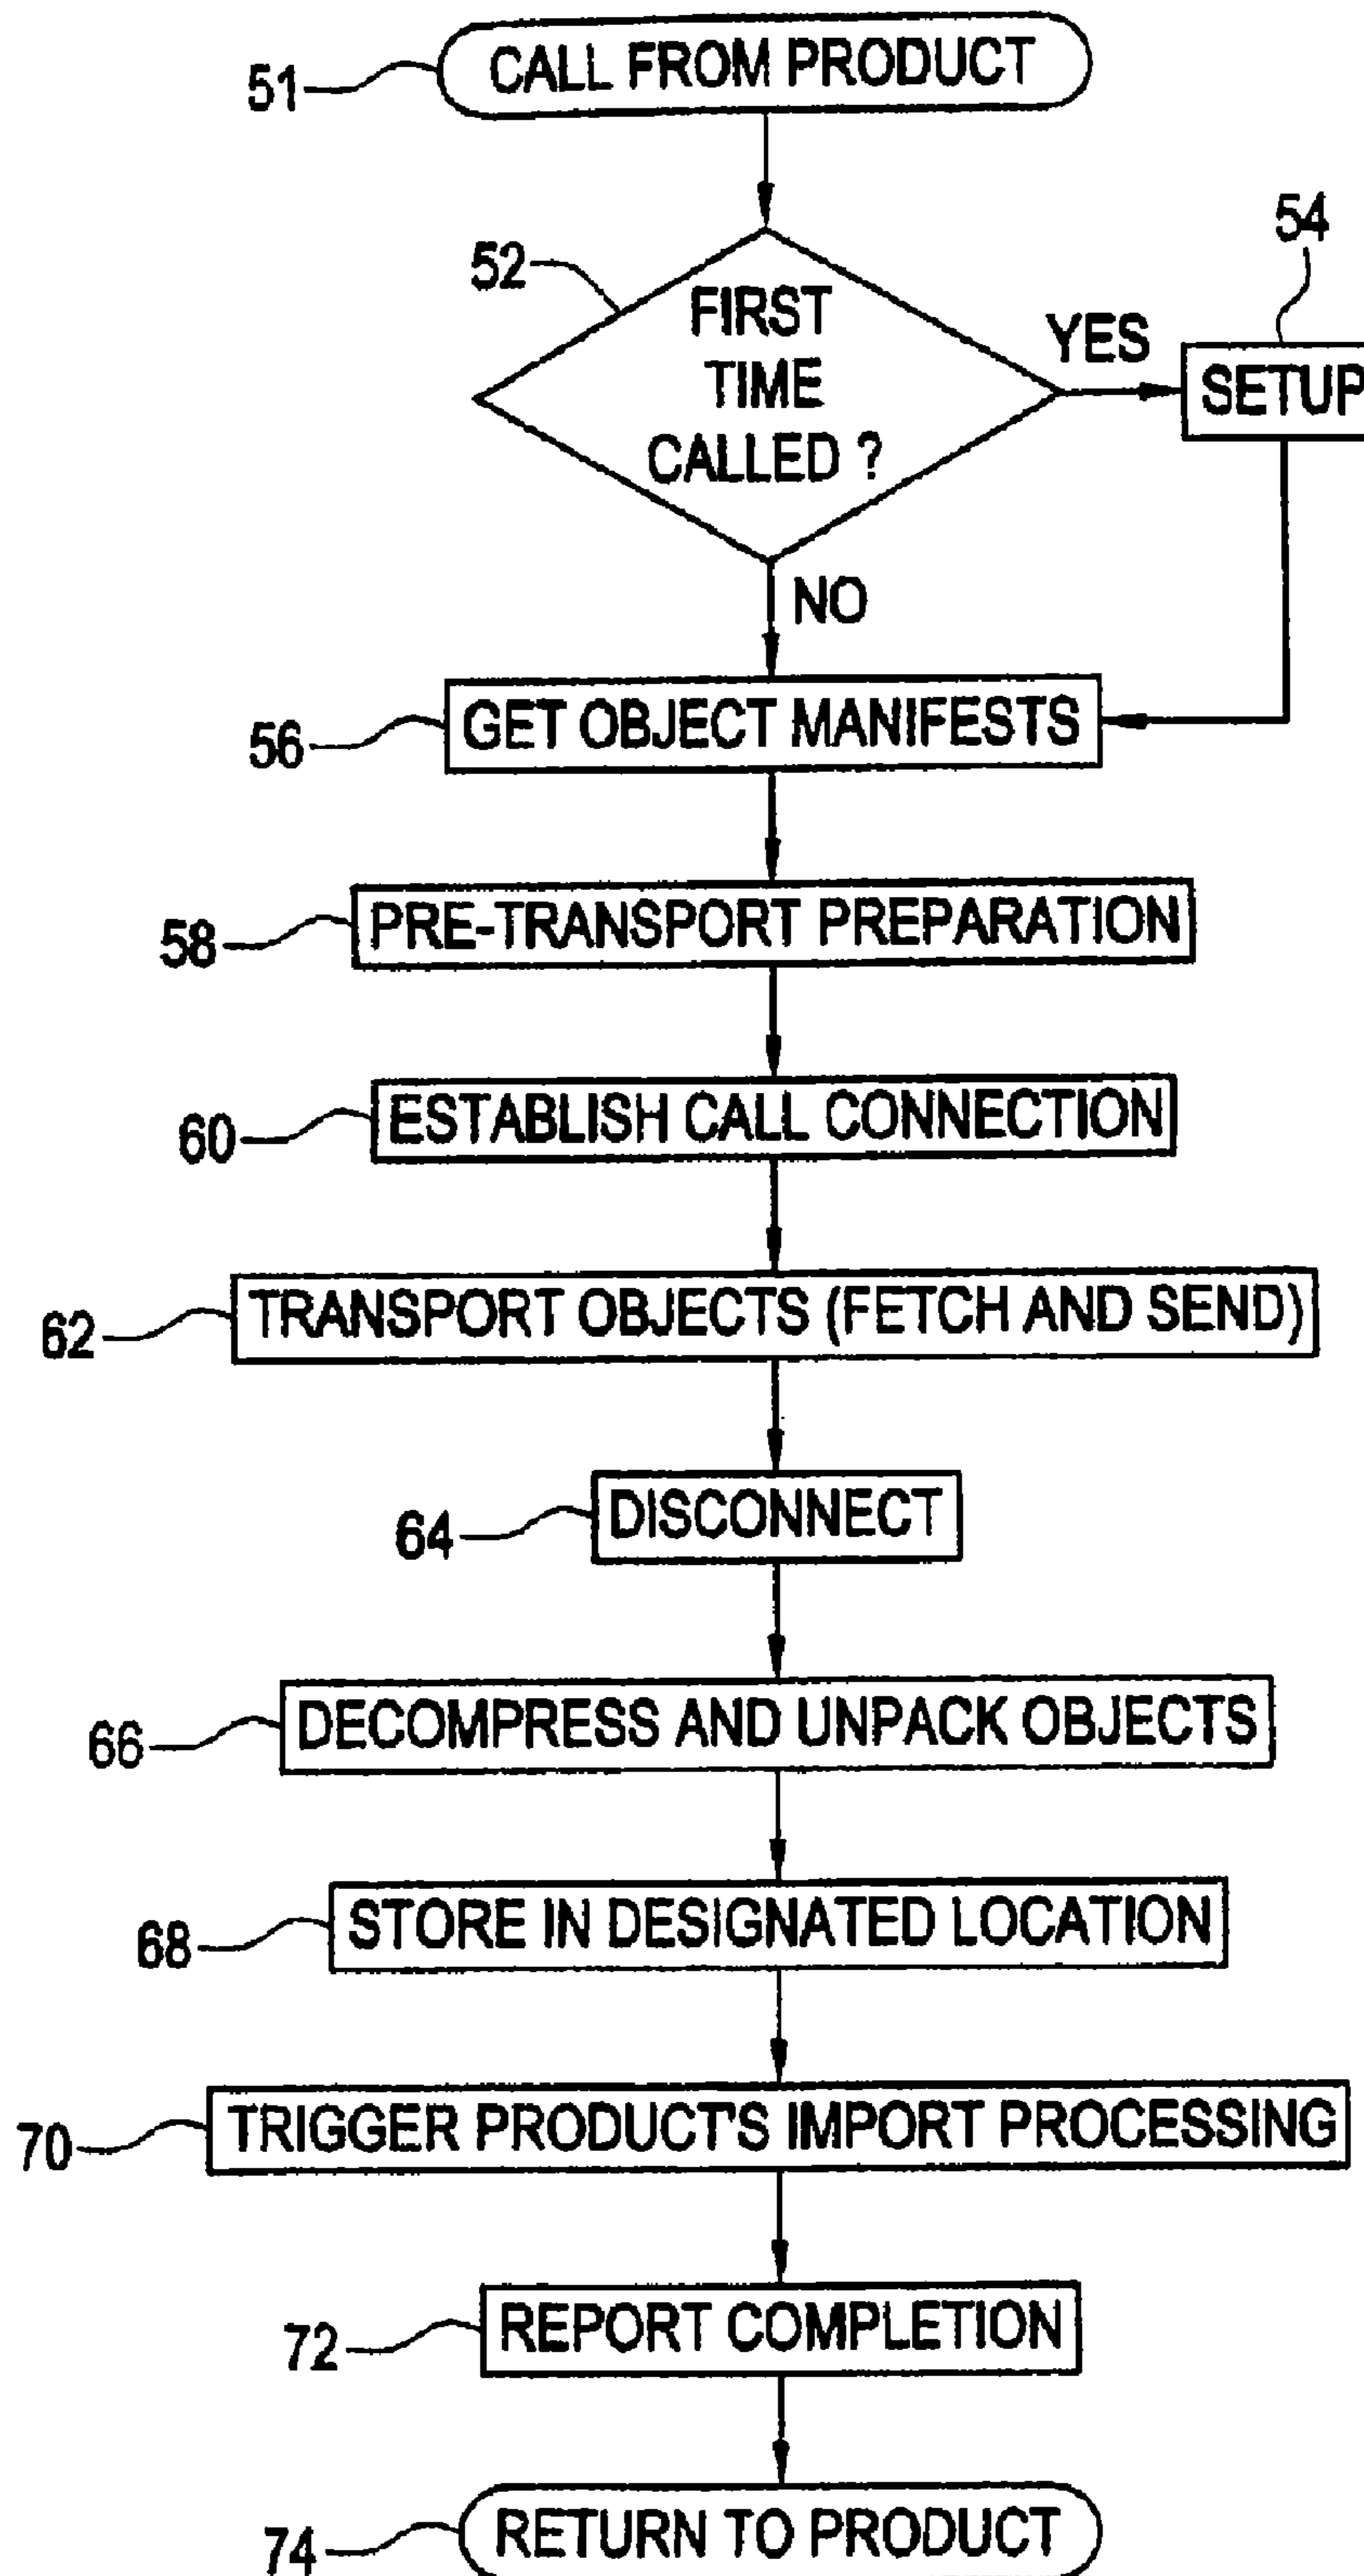 51
CALL FROM PRODUCT
52
FIRST
TIME
CALLED ?
YES
54
SETUP
NO
56
GET OBJECT MANIFESTS
58
PRE-TRANSPORT PREPARATION
60
ESTABLISH CALL CONNECTION
62
TRANSPORT OBJECTS (FETCH AND SEND)
64
DISCONNECT
66
DECOMPRESS AND UNPACK OBJECTS
68
STORE IN DESIGNATED LOCATION
70
TRIGGER PRODUCT'S IMPORT PROCESSING
72
REPORT COMPLETION
74
RETURN TO PRODUCT